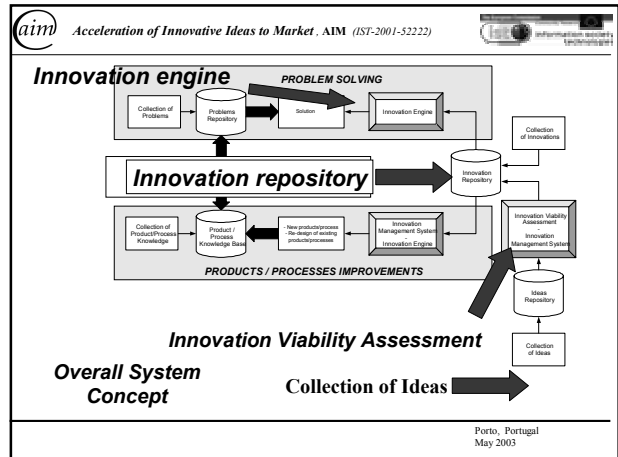 aim
Acceleration of Innovative Ideas to Market , AIM (IST-2001-52222)
ist
information society
technologies
Innovation engine
PROBLEM SOLVING
Collection of
Problems
Problems
Repository
Solution
Innovation Engine
Collection
of Innovations
Innovation repository
Innovation
Repository
Collection of
Product/Process
Knowledge
Product /
Process
Knowledge Base
- New products/process
- Re-design of existing
products/processes
Innovation
Management System
-
Innovation Engine
Innovation Viability
Assessment
-
Innovation
Management System
PRODUCTS / PROCESSES IMPROVEMENTS
Ideas
Repository
Innovation Viability Assessment
Collection
of Ideas
Overall System
Concept
Collection of Ideas
Porto, Portugal
May 2003